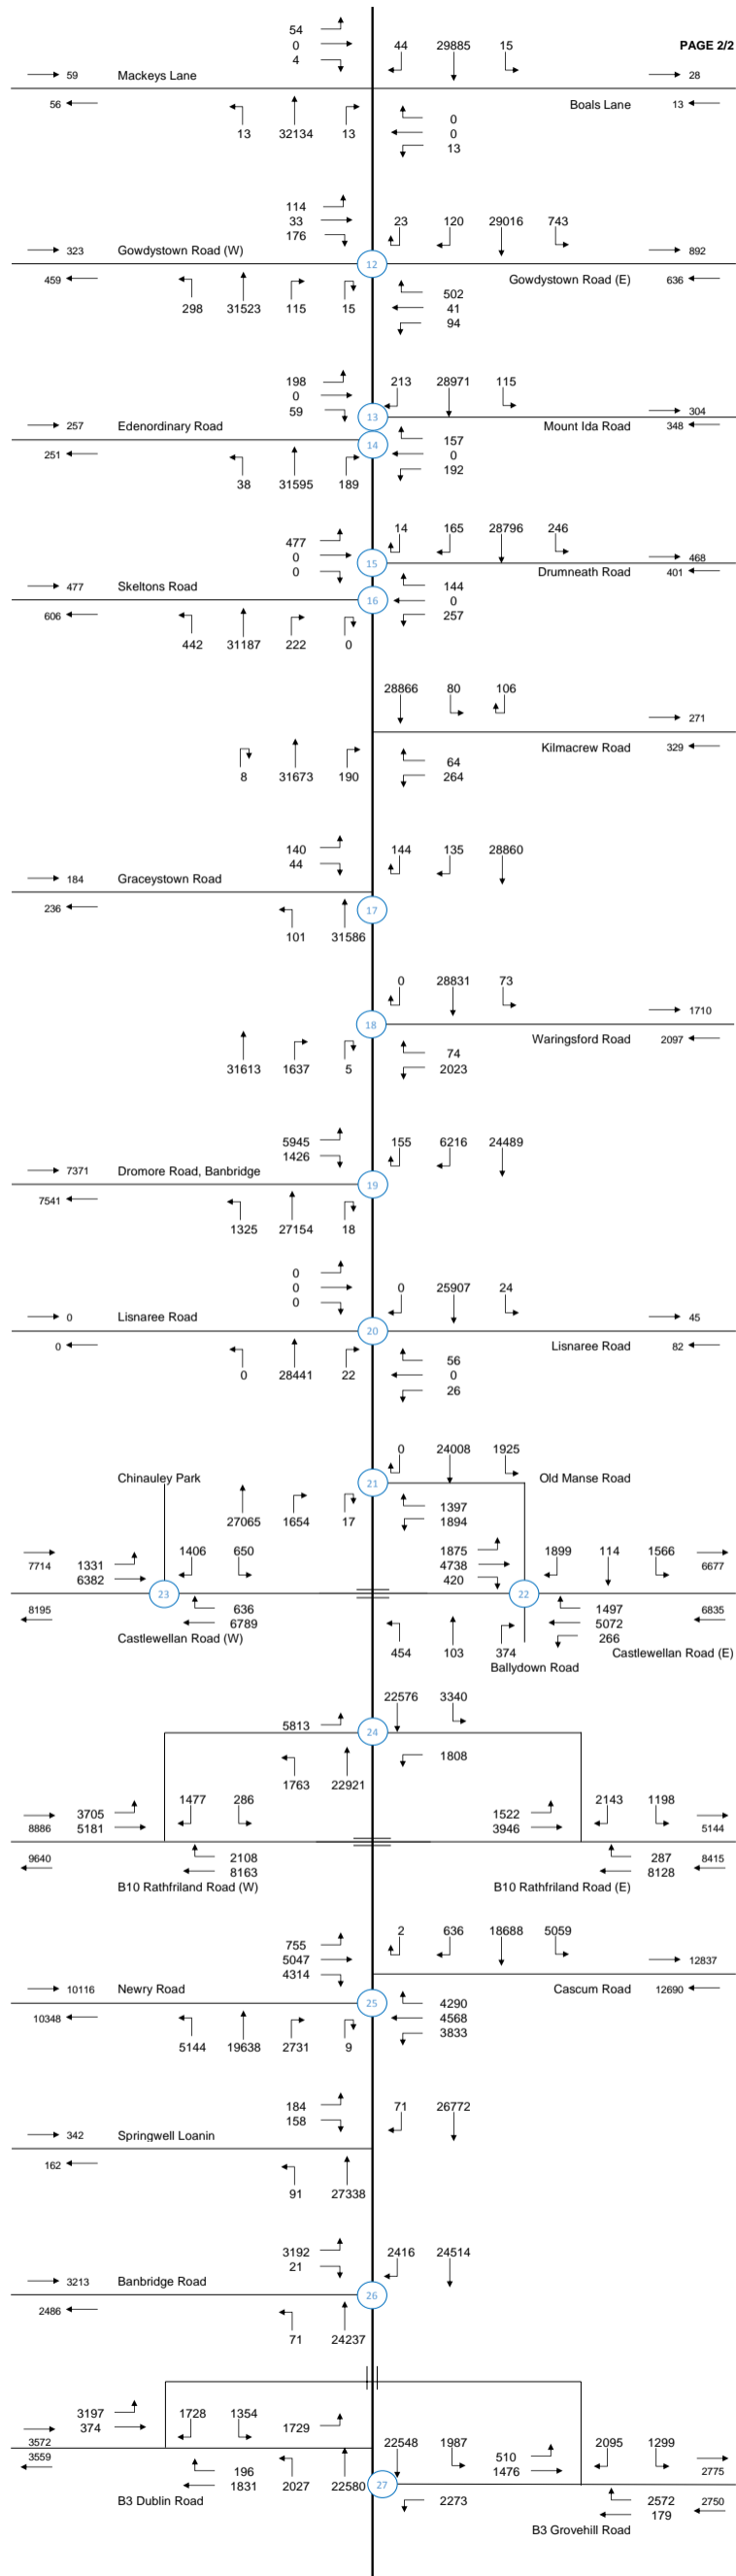 54
0
4
44 29885 15
PAGE 2/2
59 Mackeys Lane
28
56
Boals Lane 13
13 32134 13
0
0
13
114
33
176
23 120 29016 743
323 Gowdystown Road (W)
892
12
459
Gowdystown Road (E) 636
298 31523 115 15
502
41
94
198
0
59
213 28971 115
13
304
257 Edenordinary Road
Mount Ida Road 348
14
251
38 31595 189
157
0
192
477
0
0
14 165 28796 246
15
468
Drumneath Road 401
477 Skeltons Road
16
606
442 31187 222 0
144
0
257
28866 80 106
271
Kilmacrew Road 329
8 31673 190
64
264
140
44
144 135 28860
184 Graceystown Road
236
17
101 31586
0 28831 73
1710
18
Waringsford Road 2097
31613 1637 5
74
2023
5945
1426
155 6216 24489
7371 Dromore Road, Banbridge
19
7541
1325 27154 18
0
0
0
0 25907 24
0 Lisnaree Road
45
20
0
Lisnaree Road 82
0 28441 22
56
0
26
0 24008 1925
Chinauley Park
21
Old Manse Road
27065 1654 17
1397
1894
7714
1331
6382
1406 650
1875
4738
420
1899 114 1566
6677
23
22
8195
636
6789
1497
5072
266
6835
Castlewellan Road (W)
454 103 374
Castlewellan Road (E)
Ballydown Road
22576 3340
5813
24
1763 22921
1808
8886
3705
5181
1477 286
1522
3946
2143 1198
5144
9640
2108
8163
287
8128
8415
B10 Rathfriland Road (W)
B10 Rathfriland Road (E)
755
5047
4314
2 636 18688 5059
12837
10116 Newry Road
Cascum Road 12690
25
10348
5144 19638 2731 9
4290
4568
3833
184
158
71 26772
342 Springwell Loanin
162
91 27338
3192
21
2416 24514
3213 Banbridge Road
26
2486
71 24237
3197
374
1728 1354 1729
3572
3559
22548 1987
510
1476
2095 1299
2775
196
1831
2027 22580
27
2273
2572
179
2750
B3 Dublin Road
B3 Grovehill Road